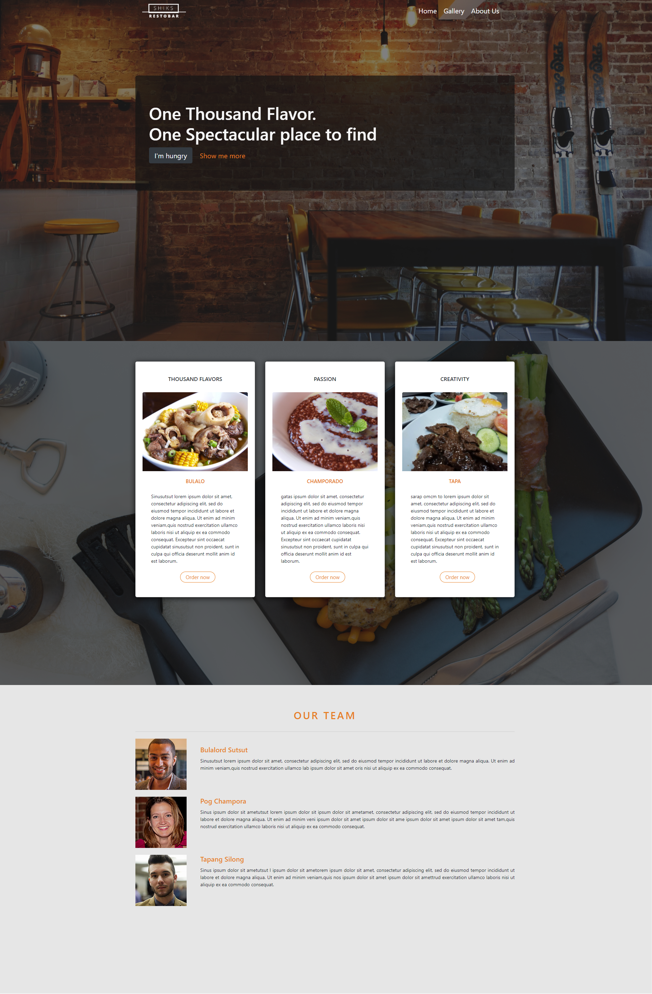 SHIKS
RESTOBAR
Home Gallery About Us
One Thousand Flavor.
One Spectacular place to find
I'm hungry Show me more
THOUSAND FLAVORS
BULALO
Sinusutsut lorem ipsum dolor sit amet,
consectetur adipiscing elit, sed do
eiusmod tempor incididunt ut labore et
dolore magna aliqua. Ut enim ad minim
veniam,quis nostrud exercitation ullamco
laboris nisi ut aliquip ex ea commodo
consequat. Excepteur sint occaecat
cupidatat sinusutsut non proident, sunt in
culpa qui officia deserunt mollit anim id
est laborum.
Order now
PASSION
CHAMPORADO
gatas ipsum dolor sit amet, consectetur
adipiscing elit, sed do eiusmod tempor
incididunt ut labore et dolore magna
aliqua. Ut enim ad minim veniam,quis
nostrud exercitation ullamco laboris nisi
ut aliquip ex ea commodo consequat.
Excepteur sint occaecat cupidatat
sinusutsut non proident, sunt in culpa qui
officia deserunt mollit anim id est
laborum.
Order now
CREATIVITY
TAPA
sarap omcm lo lorem ipsum dolor sit
amet, consectetur adipiscing elit, sed do
eiusmod tempor incididunt ut labore et
dolore magna aliqua. Ut enim ad minim
veniam,quis nostrud exercitation ullamco
laboris nisi ut aliquip ex ea commodo
consequat. Excepteur sint occaecat
cupidatat sinusutsut non proident, sunt in
culpa qui officia deserunt mollit anim id
est laborum.
Order now
OUR TEAM
Bulalord Sutsut
Sinusutsut lorem ipsum dolor sit amet, consectetur adipiscing elit, sed do eiusmod tempor incididunt ut labore et dolore magna aliqua. Ut enim ad
minim veniam,quis nostrud exercitation ullamco lab ipsum dolor sit amet oris nisi ut aliquip ex ea commodo consequat.
Pog Champora
Sinus ipsum dolor sit ametutsut lorem ipsum dolor sit ipsum dolor sit ametamet, consectetur adipiscing elit, sed do eiusmod tempor incididunt ut
labore et dolore magna aliqua. Ut enim ad minim veni ipsum dolor sit amet ipsum dolor sit ame ipsum dolor sit amet ipsum dolor sit amet tam,quis
nostrud exercitation ullamco laboris nisi ut aliquip ex ea commodo consequat.
Tapang Silong
Sinus ipsum dolor sit ametutsut l ipsum dolor sit ametorem ipsum dolor sit amet, consectetur adipiscing elit, sed do eiusmod tempor incididunt ut
labore et dolore magna aliqua. Ut enim ad minim veniam,quis nos ipsum dolor sit amet ipsum dolor sit amettrud exercitation ullamco laboris nisi ut
aliquip ex ea commodo consequat.